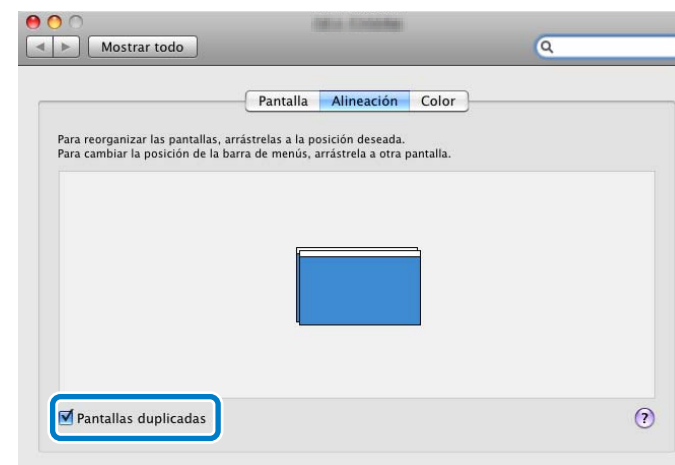 Mostrar todo
Pantalla Alineación Color
Para reorganizar las pantallas, arrástrelas a la posición deseada.
Para cambiar la posición de la barra de menús, arrástrela a otra pantalla.
Pantallas duplicadas
?